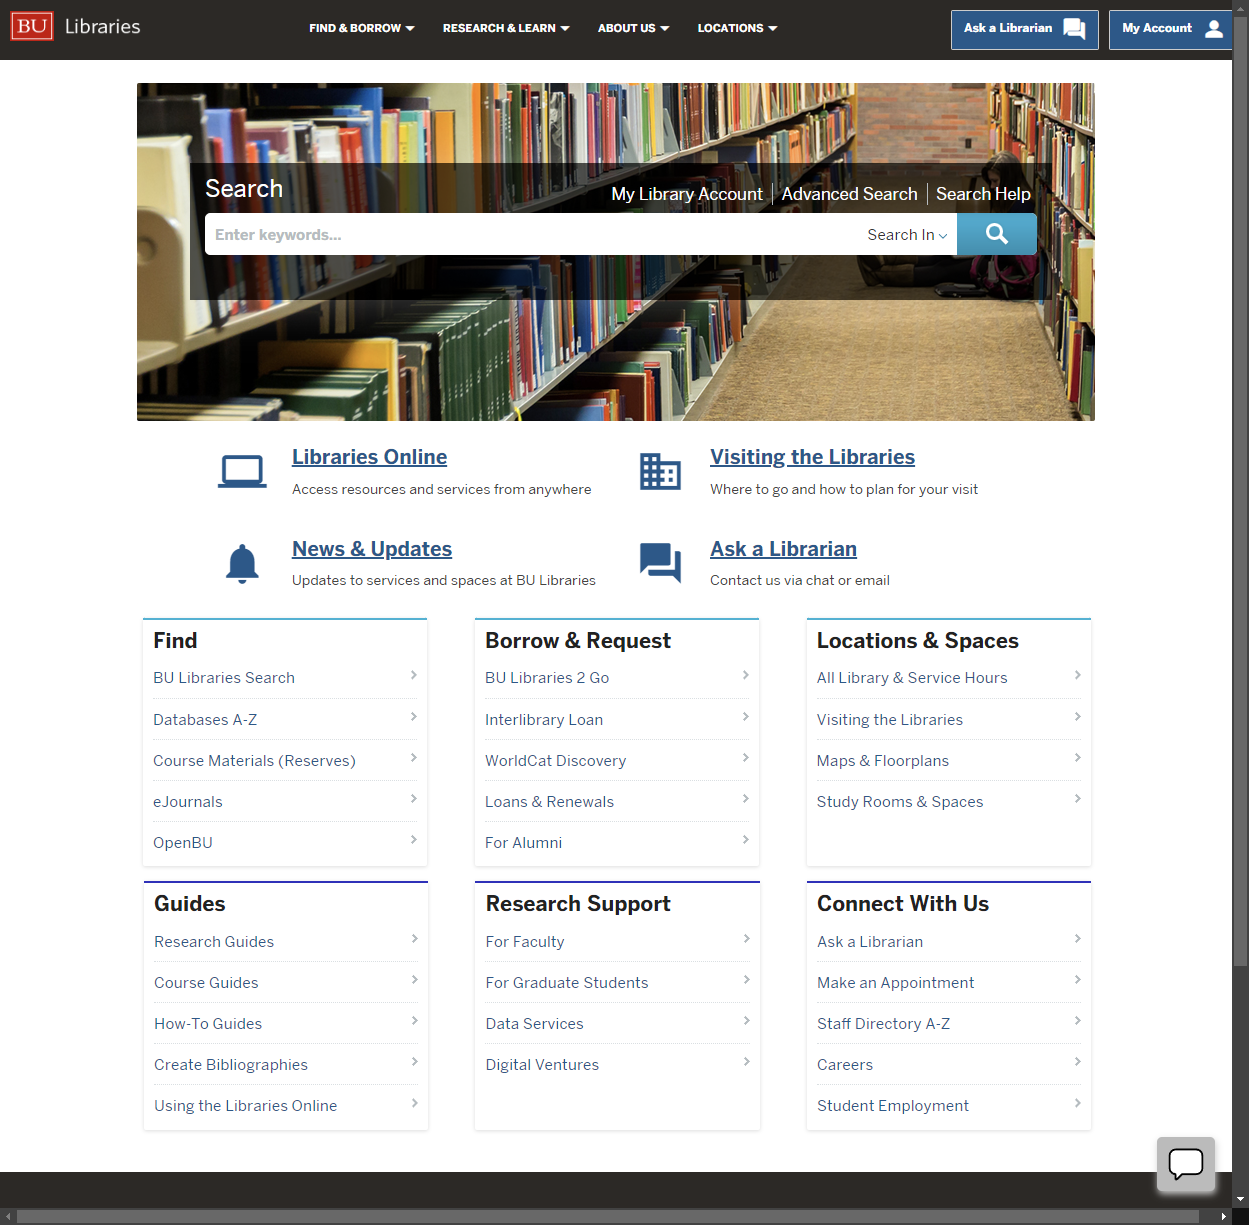 BU Libraries
FIND & BORROW
RESEARCH & LEARN
ABOUT US
LOCATIONS
Ask a Librarian
My Account
Search
My Library Account
Advanced Search
Search Help
Enter keywords...
Search In
Libraries Online
Access resources and services from anywhere
Visiting the Libraries
Where to go and how to plan for your visit
News & Updates
Updates to services and spaces at BU Libraries
Ask a Librarian
Contact us via chat or email
Find
BU Libraries Search
Databases A-Z
Course Materials (Reserves)
eJournals
OpenBU
Borrow & Request
BU Libraries 2 Go
Interlibrary Loan
WorldCat Discovery
Loans & Renewals
For Alumni
Locations & Spaces
All Library & Service Hours
Visiting the Libraries
Maps & Floorplans
Study Rooms & Spaces
Guides
Research Guides
Course Guides
How-To Guides
Create Bibliographies
Using the Libraries Online
Research Support
For Faculty
For Graduate Students
Data Services
Digital Ventures
Connect With Us
Ask a Librarian
Make an Appointment
Staff Directory A-Z
Careers
Student Employment